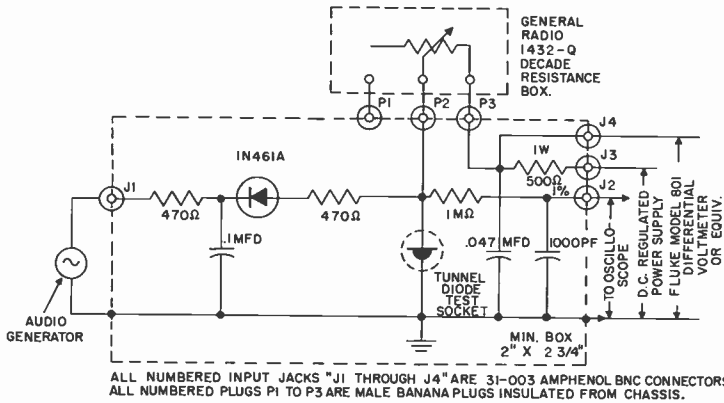 GENERAL
RADIO
1432-Q
DECADE
RESISTANCE
BOX.
P1
P2
P3
J4
1W
J3
500Ω
1%
J2
1N461A
J1
470Ω
470Ω
1MΩ
.1MFD
.047 MFD
1000PF
TUNNEL
DIODE
TEST
SOCKET
AUDIO
GENERATOR
MIN. BOX
2" X 2 3/4"
TO OSCILLO
SCOPE
D.C. REGULATED
POWER SUPPLY
FLUKE MODEL 801
DIFFERENTIAL
VOLTMETER
OR EQUIV.
ALL NUMBERED INPUT JACKS "J1 THROUGH J4" ARE 31-003 AMPHENOL BNC CONNECTORS
ALL NUMBERED PLUGS P1 TO P3 ARE MALE BANANA PLUGS INSULATED FROM CHASSIS.